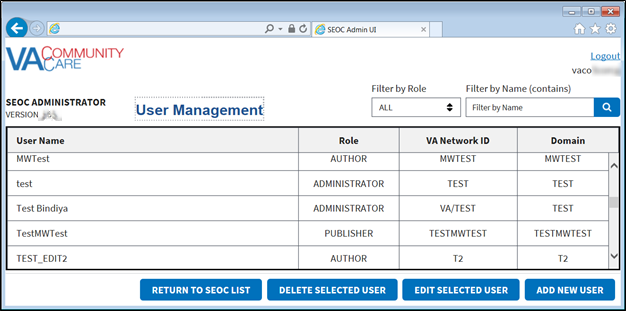 SEOC Admin UI
VA COMMUNITY CARE
Logout
vaco
Filter by Role
Filter by Name (contains)
SEOC ADMINISTRATOR
User Management
ALL
Filter by Name
VERSION
User Name Role VA Network ID Domain
MWTest AUTHOR MWTEST MWTEST
test ADMINISTRATOR TEST TEST
Test Bindiya ADMINISTRATOR VA/TEST TEST
TestMWTest PUBLISHER TESTMWTEST TESTMWTEST
TEST_EDIT2 AUTHOR T2 T2
RETURN TO SEOC LIST DELETE SELECTED USER EDIT SELECTED USER ADD NEW USER